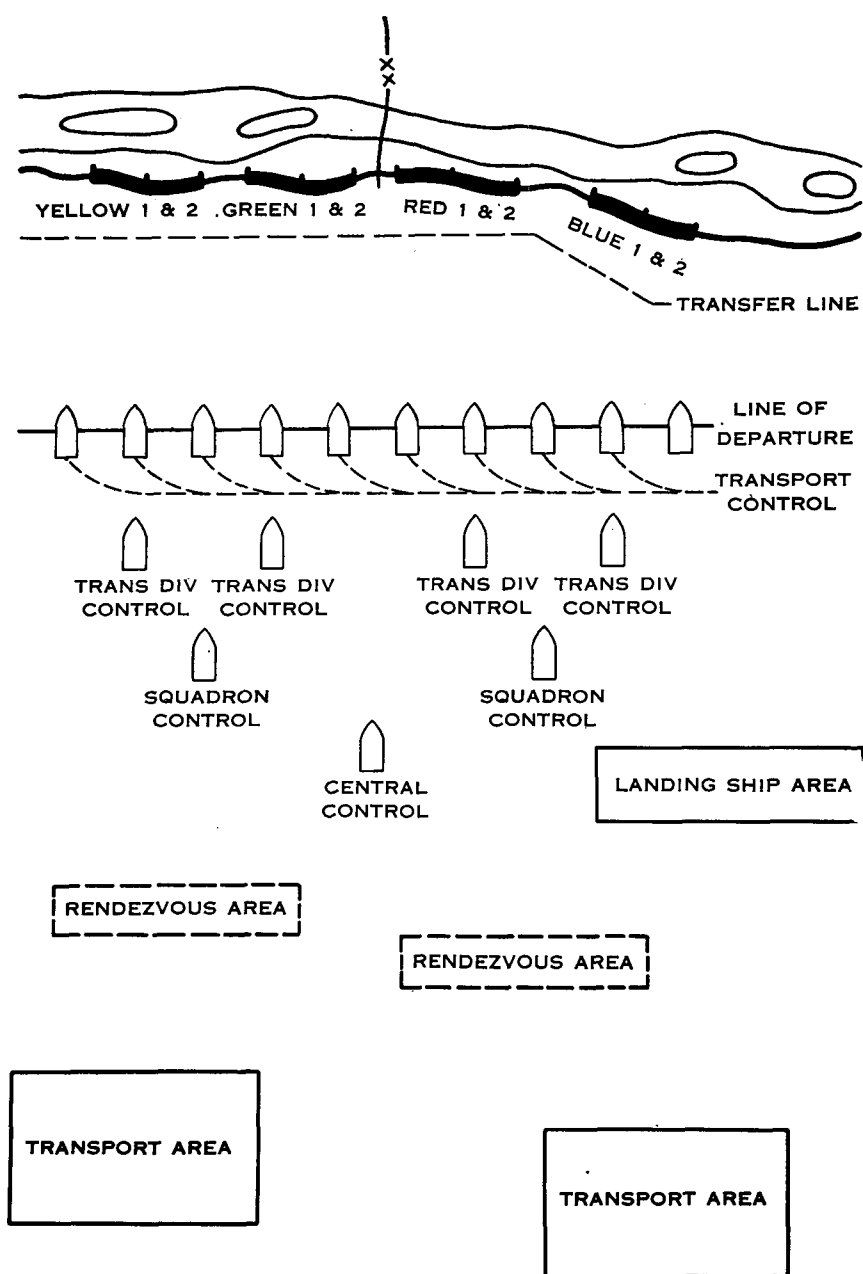 YELLOW 1 & 2
.GREEN 1 & 2
RED 1 & 2
BLUE 1 & 2
TRANSFER LINE
LINE OF
DEPARTURE
TRANSPORT
CONTROL
TRANS DIV
CONTROL
TRANS DIV
CONTROL
TRANS DIV
CONTROL
TRANS DIV
CONTROL
SQUADRON
CONTROL
SQUADRON
CONTROL
CENTRAL
CONTROL
LANDING SHIP AREA
RENDEZVOUS AREA
RENDEZVOUS AREA
TRANSPORT AREA
TRANSPORT AREA